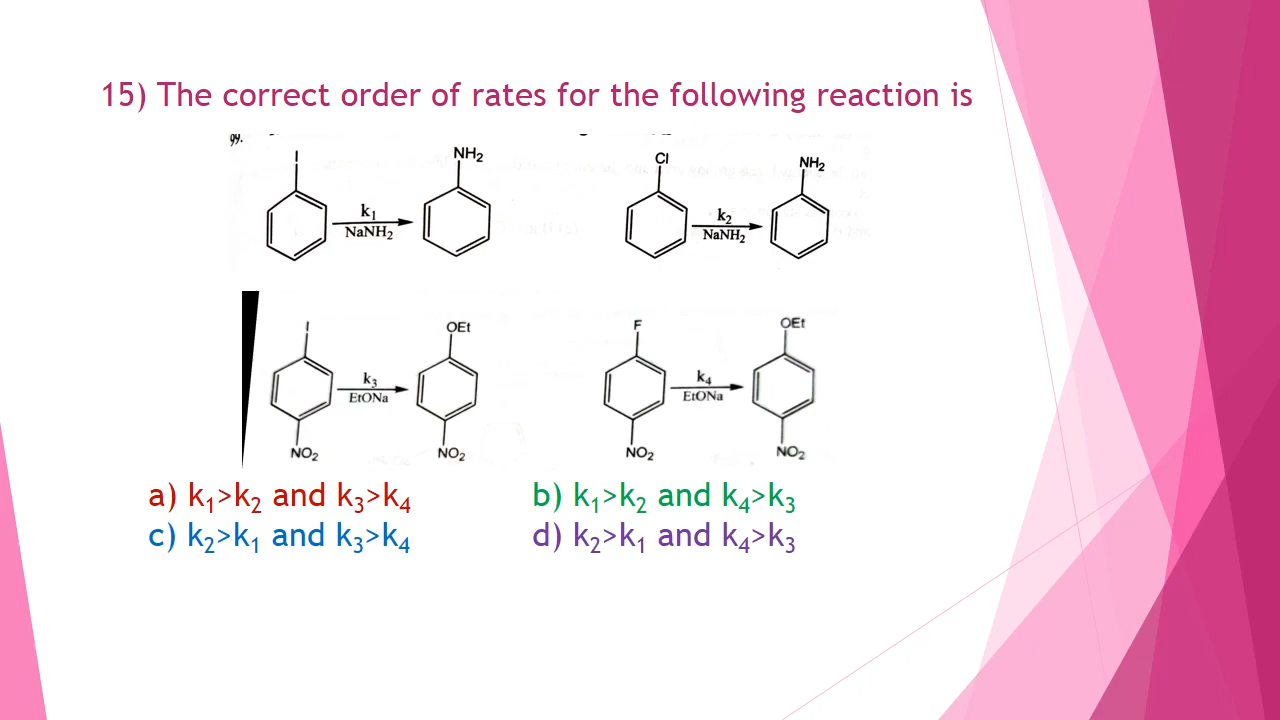 15) The correct order of rates for the following reaction is
99.
I NH₂ Cl NH₂
k₁ k₂
NaNH₂ NaNH₂
I OEt F OEt
k₃ k₄
EtONa EtONa
NO₂ NO₂ NO₂ NO₂
a) k₁>k₂ and k₃>k₄ b) k₁>k₂ and k₄>k₃
c) k₂>k₁ and k₃>k₄ d) k₂>k₁ and k₄>k₃